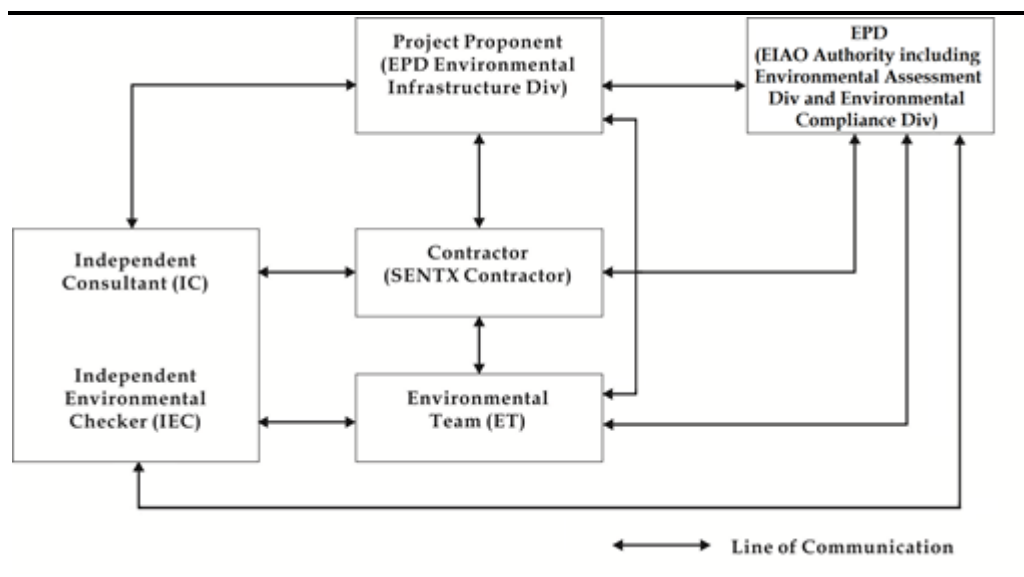 Project Proponent
(EPD Environmental
Infrastructure Div)
EPD
(EIAO Authority including
Environmental Assessment
Div and Environmental
Compliance Div)
Independent
Consultant (IC)
Contractor
(SENTX Contractor)
Independent
Environmental
Checker (IEC)
Environmental
Team (ET)
Line of Communication